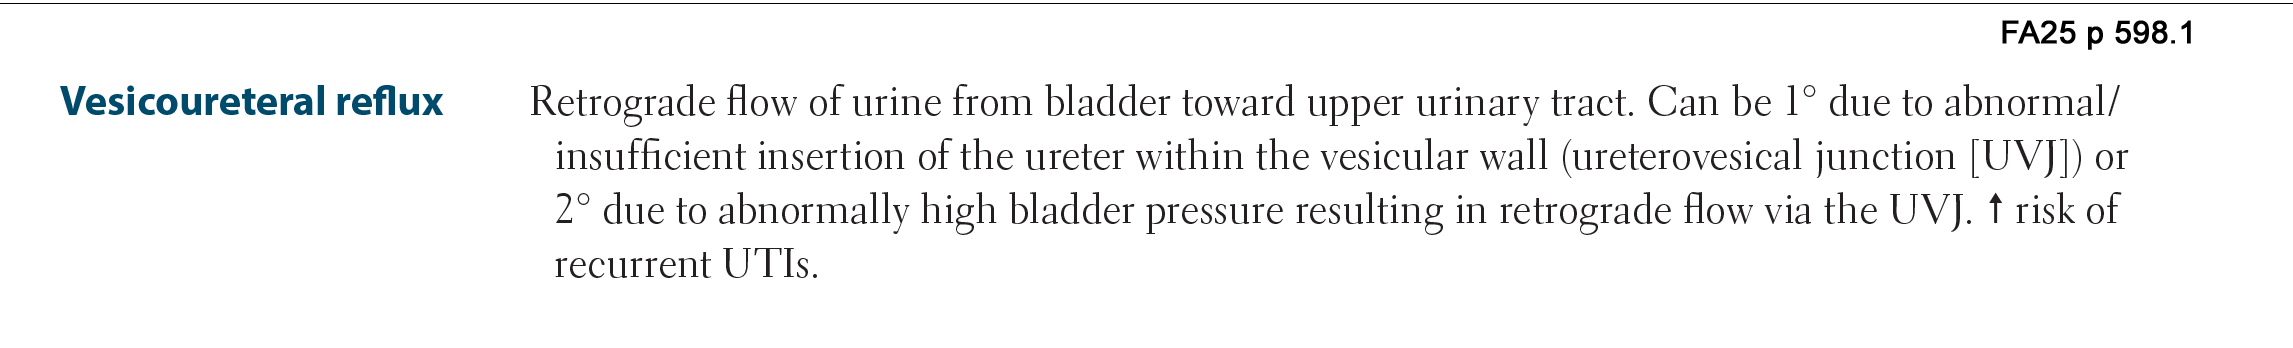 FA25 p 598.1
Vesicoureteral reflux Retrograde flow of urine from bladder toward upper urinary tract. Can be 1° due to abnormal/
insufficient insertion of the ureter within the vesicular wall (ureterovesical junction [UVJ]) or
2° due to abnormally high bladder pressure resulting in retrograde flow via the UVJ. ↑ risk of
recurrent UTIs.